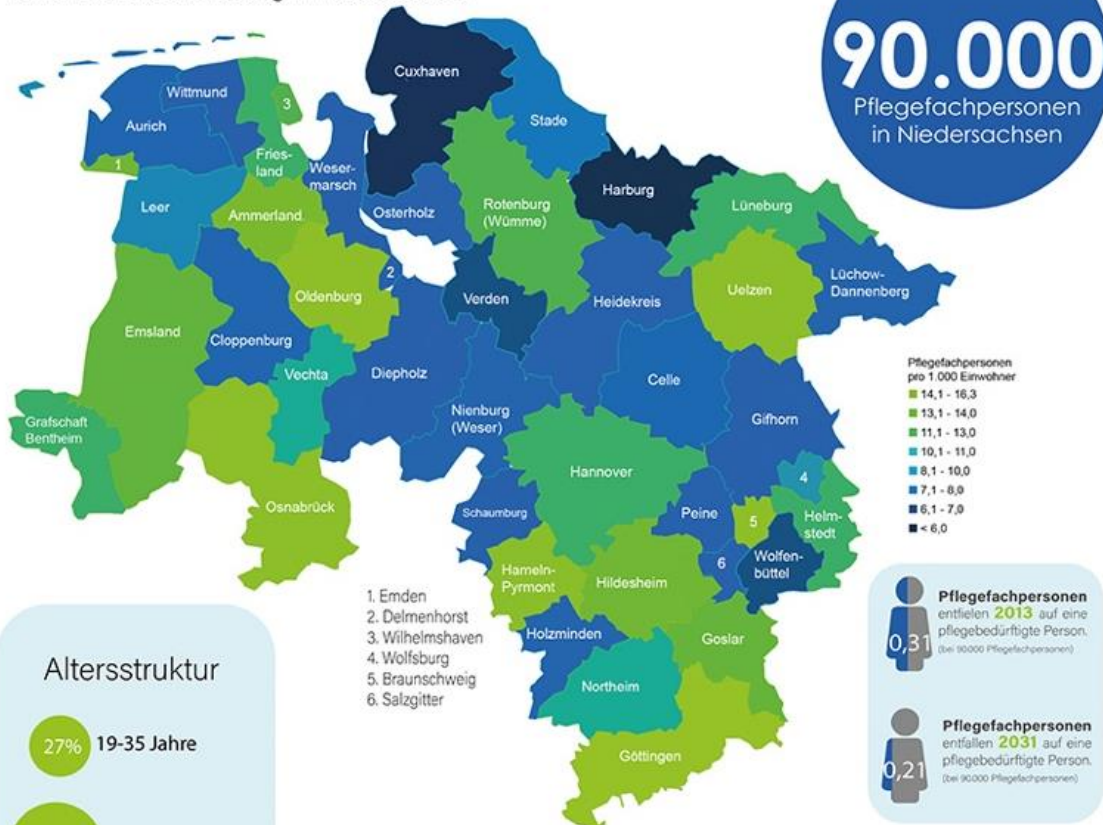 90.000
Pflegefachpersonen
in Niedersachsen
Cuxhaven
Wittmund
3
Stade
Aurich
1
Fries-
land
Weser-
marsch
Harburg
Leer
Ammerland
Osterholz
Rotenburg
(Wümme)
Lüneburg
2
Oldenburg
Verden
Heidekreis
Uelzen
Lüchow-
Dannenberg
Emsland
Cloppenburg
Vechta
Diepholz
Celle
Nienburg
(Weser)
Gifhorn
Grafschaft
Bentheim
Hannover
4
Osnabrück
Schaumburg
Peine
5
Helm-
stedt
6
Wolfen-
büttel
Hameln-
Pyrmont
Hildesheim
Holzminden
Goslar
Northeim
Göttingen
Pflegefachpersonen
pro 1.000 Einwohner
14,1 - 16,3
13,1 - 14,0
11,1 - 13,0
10,1 - 11,0
8,1 - 10,0
7,1 - 8,0
6,1 - 7,0
< 6,0
1. Emden
2. Delmenhorst
3. Wilhelmshaven
4. Wolfsburg
5. Braunschweig
6. Salzgitter
0,31
Pflegefachpersonen
entfielen 2013 auf eine
pflegebedürftigte Person.
(bei 90.000 Pflegefachpersonen)
0,21
Pflegefachpersonen
entfallen 2031 auf eine
pflegebedürftigte Person.
(bei 90.000 Pflegefachpersonen)
Altersstruktur
27% 19-35 Jahre